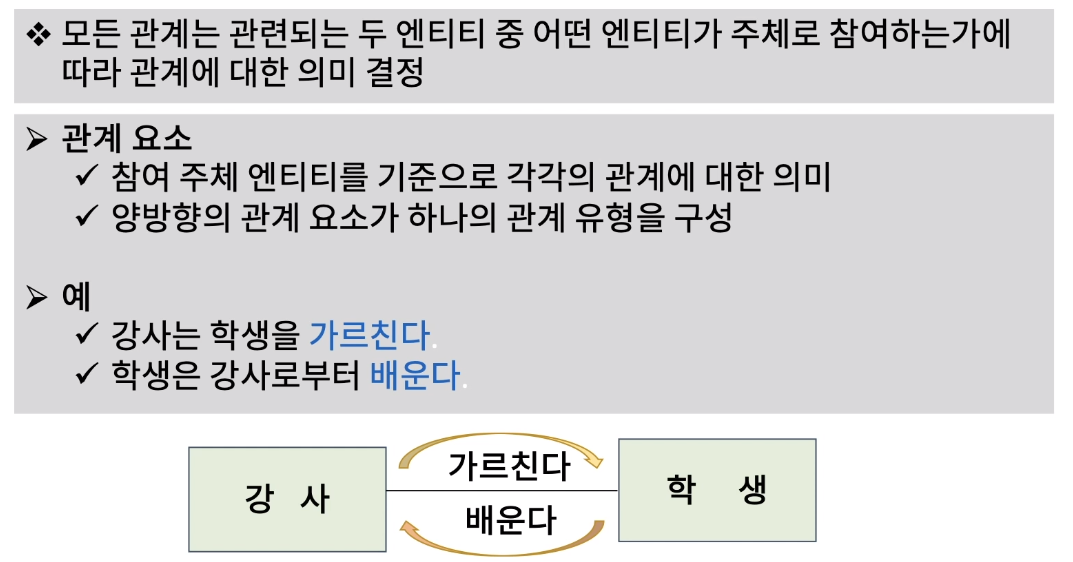 ❖ 모든 관계는 관련되는 두 엔티티 중 어떤 엔티티가 주체로 참여하는가에
따라 관계에 대한 의미 결정
➢ 관계 요소
✓ 참여 주체 엔티티를 기준으로 각각의 관계에 대한 의미
✓ 양방향의 관계 요소가 하나의 관계 유형을 구성
➢ 예
✓ 강사는 학생을 가르친다.
✓ 학생은 강사로부터 배운다.
강 사
가르친다
배운다
학 생